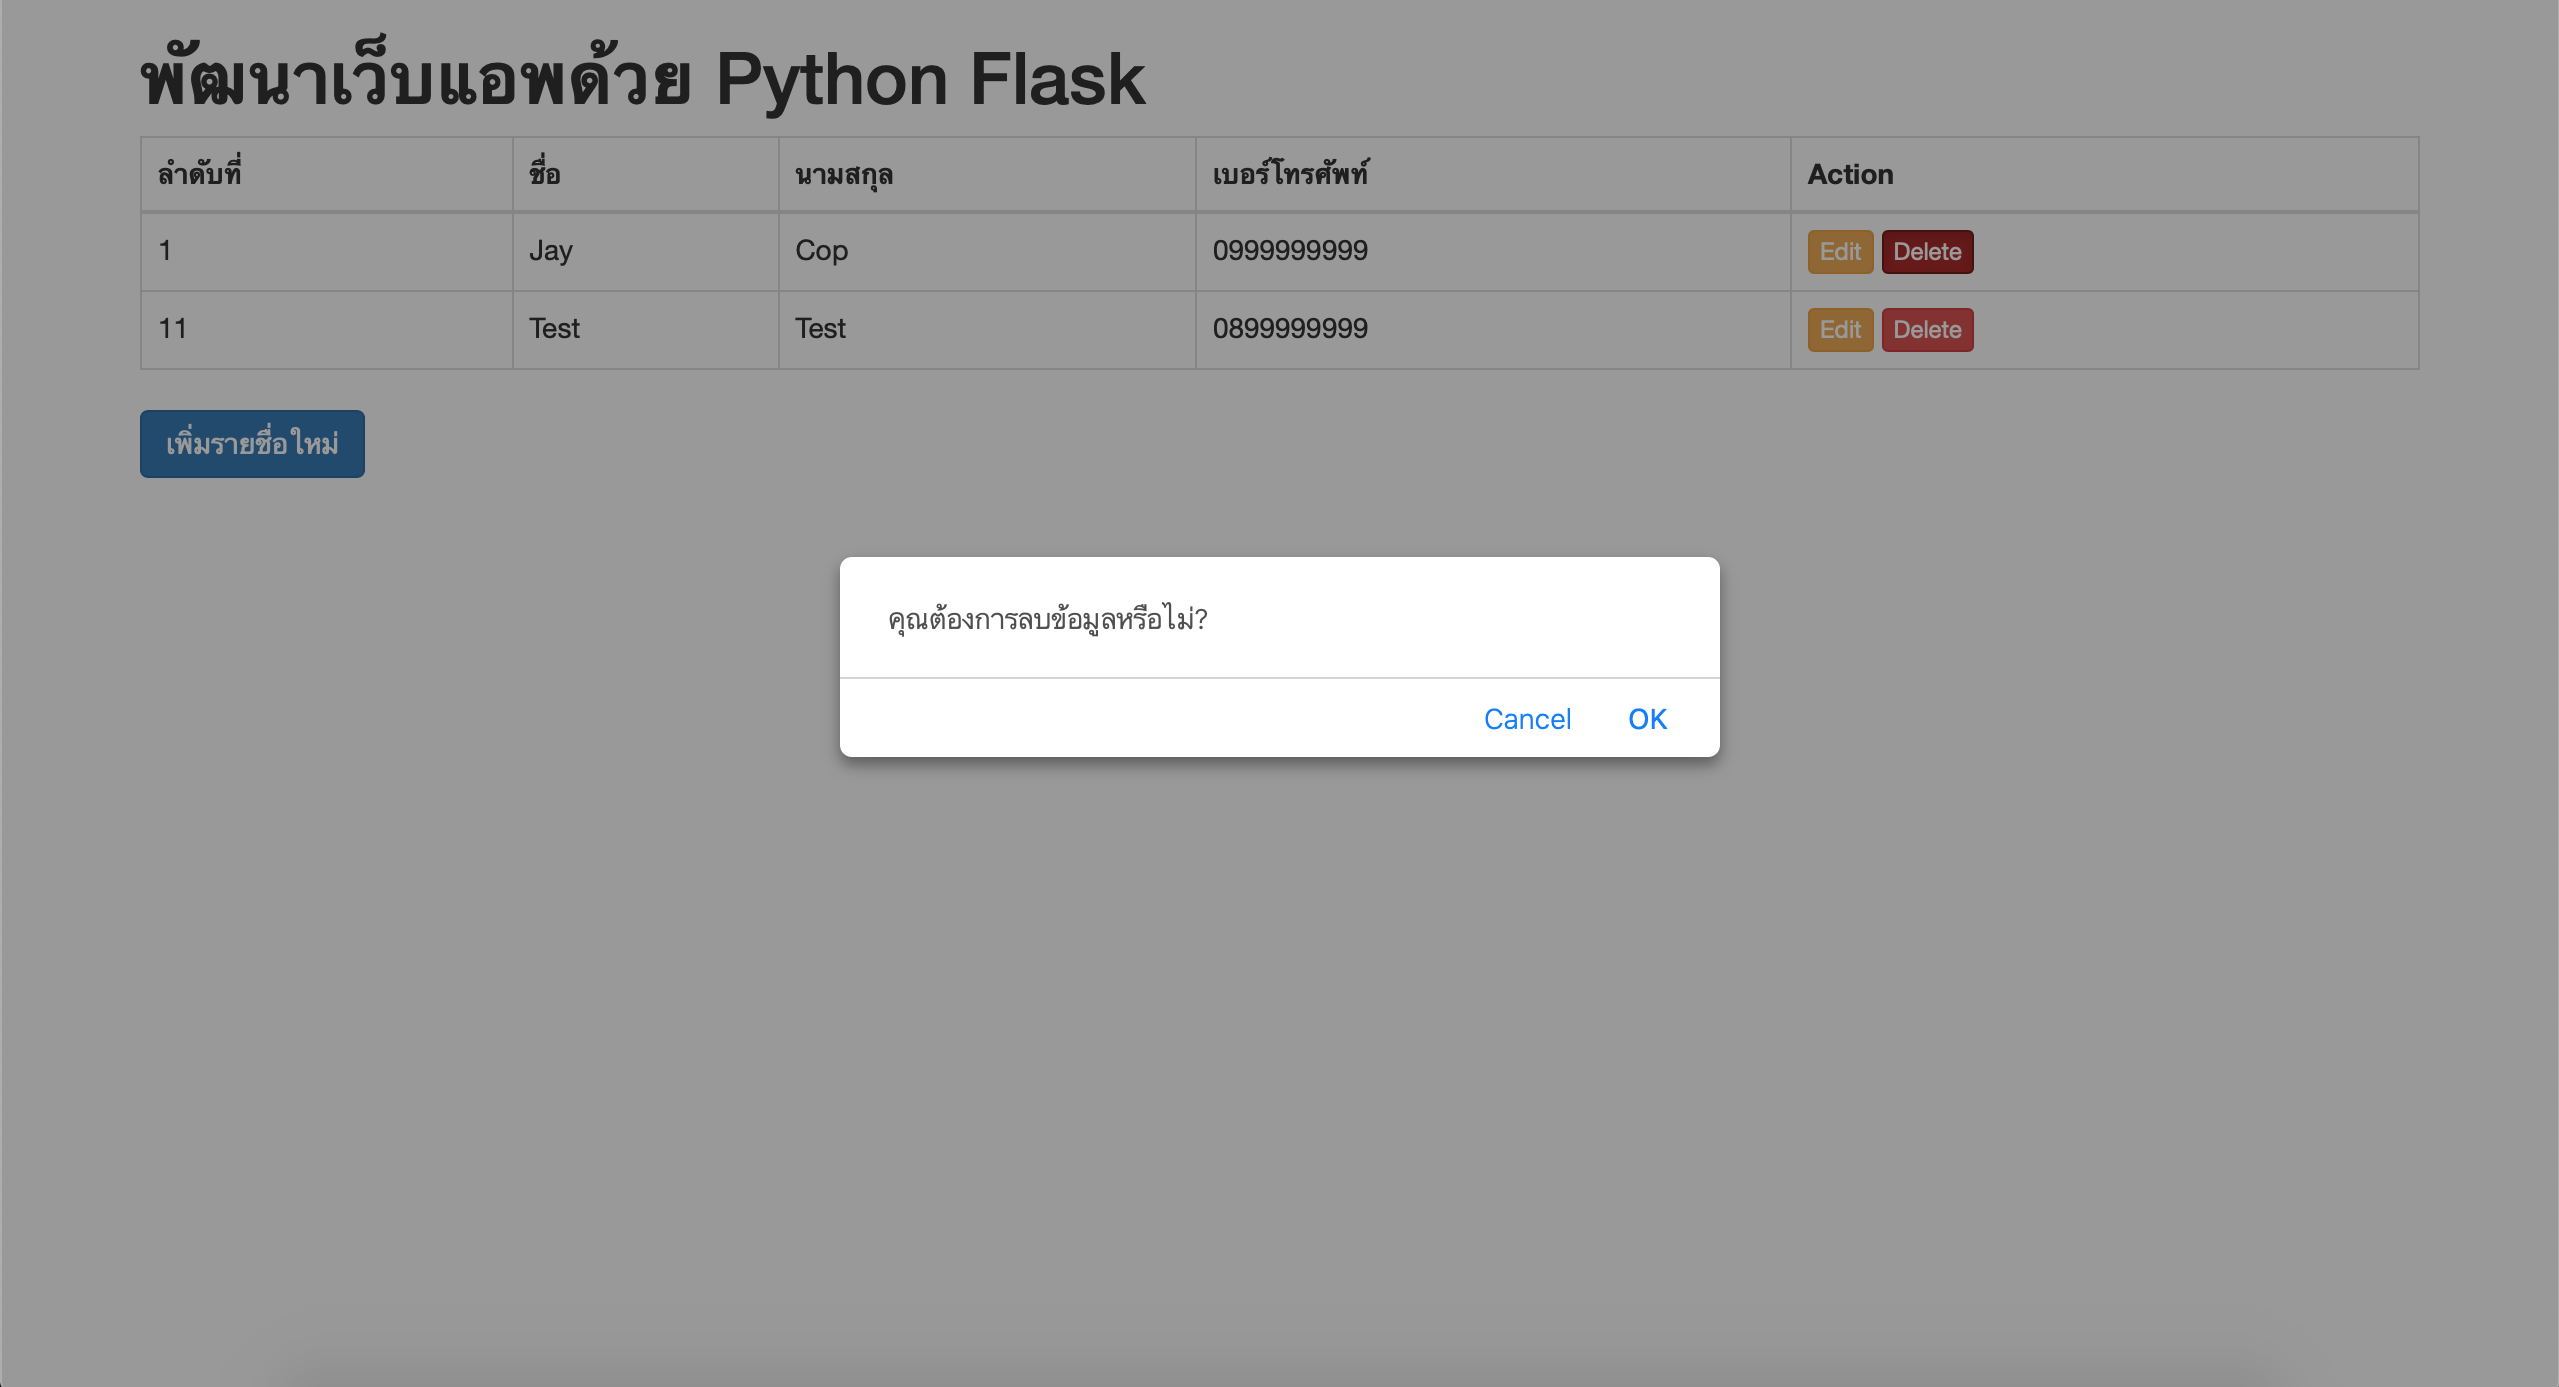 พัฒนาเว็บแอพด้วย Python Flask
ลำดับที่ ชื่อ นามสกุล เบอร์โทรศัพท์ Action
1 Jay Cop 0999999999 Edit Delete
11 Test Test 0899999999 Edit Delete
เพิ่มรายชื่อใหม่
คุณต้องการลบข้อมูลหรือไม่?
Cancel OK